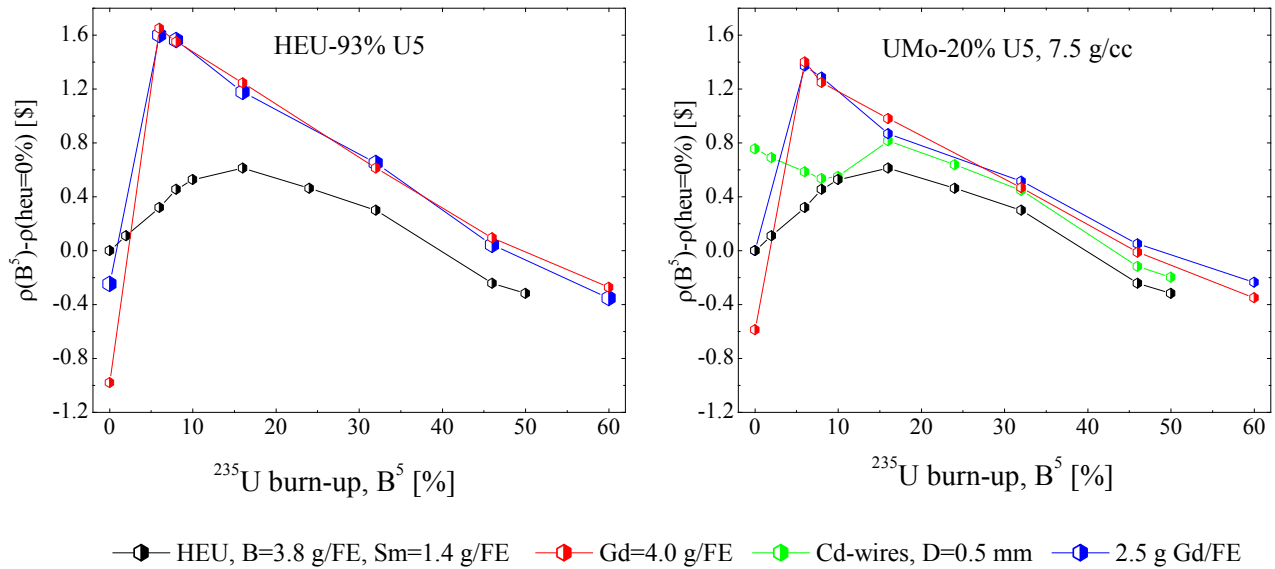 HEU-93% U5
ρ(B⁵)-ρ(heu=0%) [$]
1.6
1.2
0.8
0.4
0.0
-0.4
-0.8
-1.2
0 10 20 30 40 50 60
²³⁵U burn-up, B⁵ [%]
UMo-20% U5, 7.5 g/cc
ρ(B⁵)-ρ(heu=0%) [$]
1.6
1.2
0.8
0.4
0.0
-0.4
-0.8
-1.2
0 10 20 30 40 50 60
²³⁵U burn-up, B⁵ [%]
HEU, B=3.8 g/FE, Sm=1.4 g/FE Gd=4.0 g/FE Cd-wires, D=0.5 mm 2.5 g Gd/FE